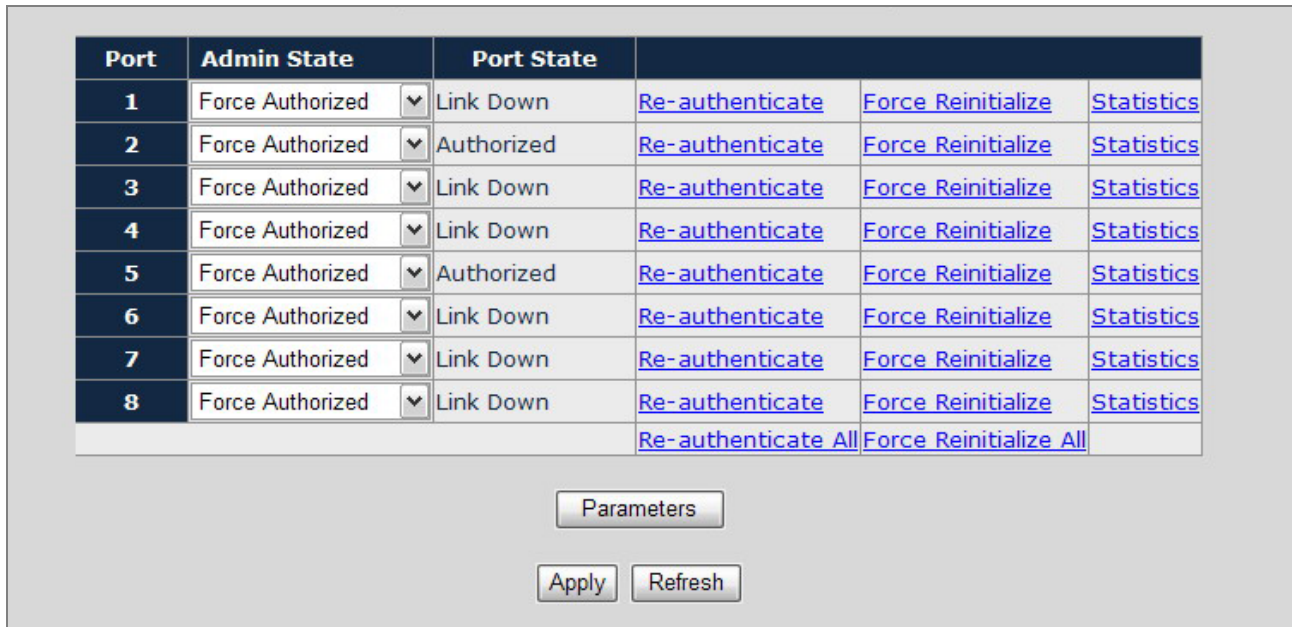 Port Admin State Port State
1 Force Authorized Link Down Re-authenticate Force Reinitialize Statistics
2 Force Authorized Authorized Re-authenticate Force Reinitialize Statistics
3 Force Authorized Link Down Re-authenticate Force Reinitialize Statistics
4 Force Authorized Link Down Re-authenticate Force Reinitialize Statistics
5 Force Authorized Authorized Re-authenticate Force Reinitialize Statistics
6 Force Authorized Link Down Re-authenticate Force Reinitialize Statistics
7 Force Authorized Link Down Re-authenticate Force Reinitialize Statistics
8 Force Authorized Link Down Re-authenticate Force Reinitialize Statistics
Re-authenticate All Force Reinitialize All
Parameters
Apply Refresh